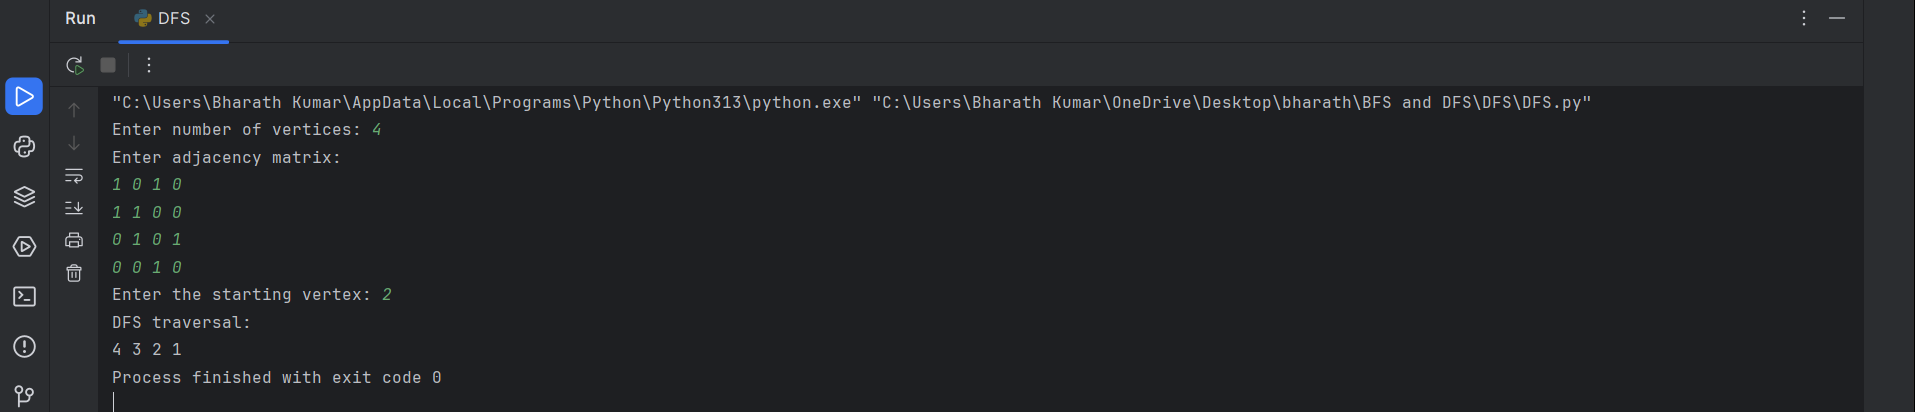 Run DFS
"C:\Users\Bharath Kumar\AppData\Local\Programs\Python\Python313\python.exe" "C:\Users\Bharath Kumar\OneDrive\Desktop\bharath\BFS and DFS\DFS\DFS.py"
Enter number of vertices: 4
Enter adjacency matrix:
1 0 1 0
1 1 0 0
0 1 0 1
0 0 1 0
Enter the starting vertex: 2
DFS traversal:
4 3 2 1
Process finished with exit code 0